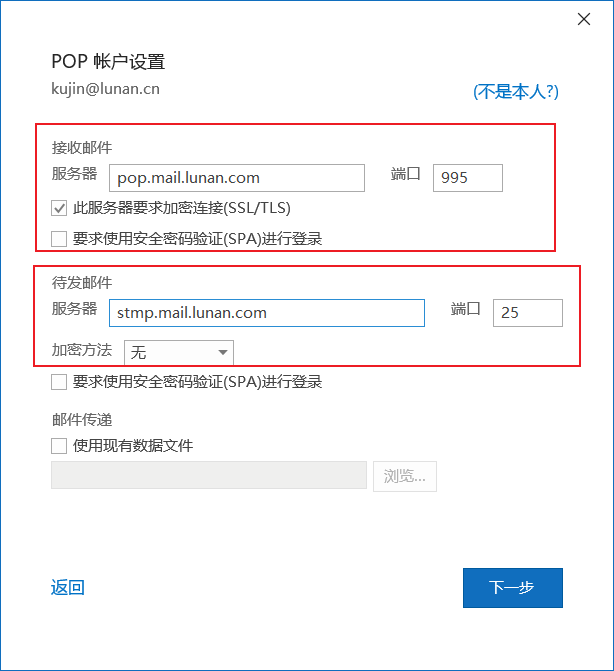 POP 帐户设置
kujin@lunan.cn
(不是本人?)
接收邮件
服务器 pop.mail.lunan.com 端口 995
此服务器要求加密连接(SSL/TLS)
要求使用安全密码验证(SPA)进行登录
待发邮件
服务器 stmp.mail.lunan.com 端口 25
加密方法 无
要求使用安全密码验证(SPA)进行登录
邮件传递
使用现有数据文件
浏览...
返回 下一步